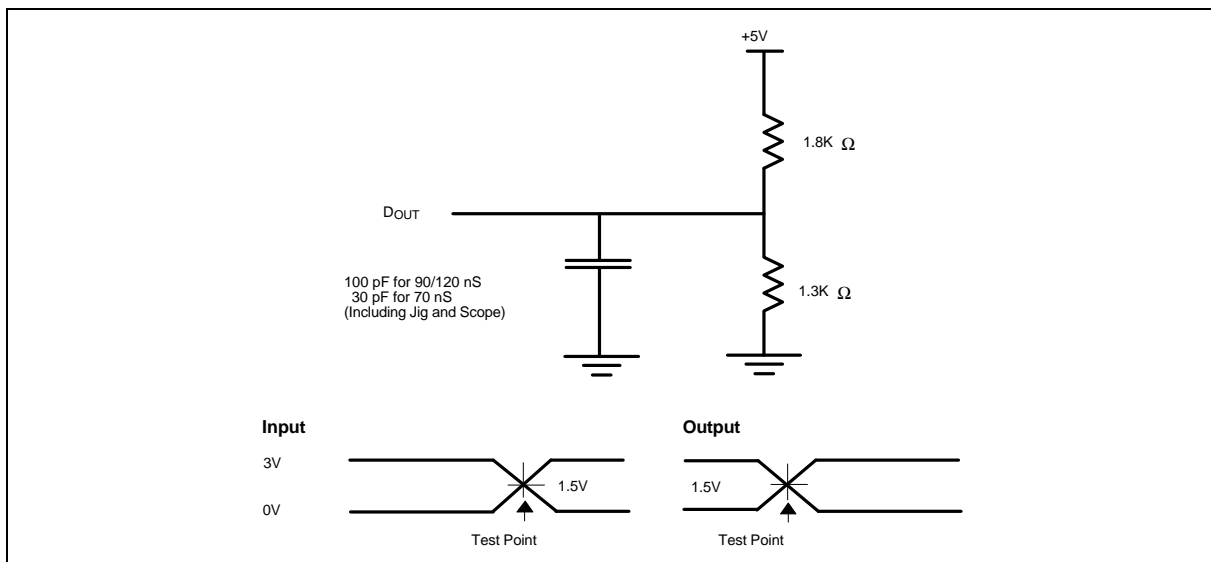 +5V
1.8K Ω
DOUT
100 pF for 90/120 nS
30 pF for 70 nS
(Including Jig and Scope)
1.3K Ω
Input
Output
3V
1.5V
1.5V
0V
Test Point
Test Point